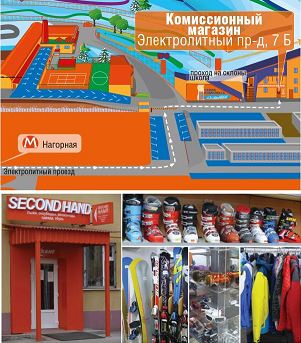 Комиссионный
магазин
Электролитный пр-д, 7 Б
проход на склоны
школа
М Нагорная
Электролитный проезд
SECOND HAND